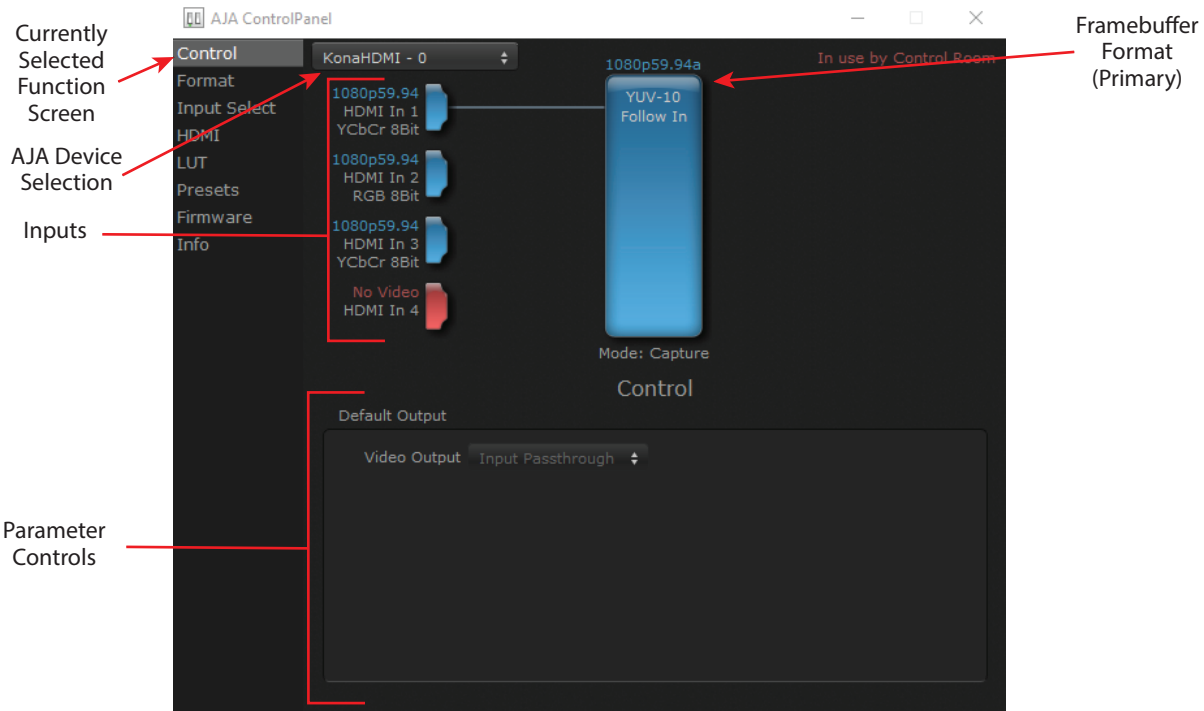 AJA ControlPanel
Currently
Selected
Function
Screen
AJA Device
Selection
Inputs
Parameter
Controls
Framebuffer
Format
(Primary)
Control
Format
Input Select
HDMI
LUT
Presets
Firmware
Info
KonaHDMI - 0
In use by Control Room
1080p59.94
HDMI In 1
YCbCr 8Bit
1080p59.94
HDMI In 2
RGB 8Bit
1080p59.94
HDMI In 3
YCbCr 8Bit
No Video
HDMI In 4
1080p59.94a
YUV-10
Follow In
Mode: Capture
Control
Default Output
Video Output Input Passthrough